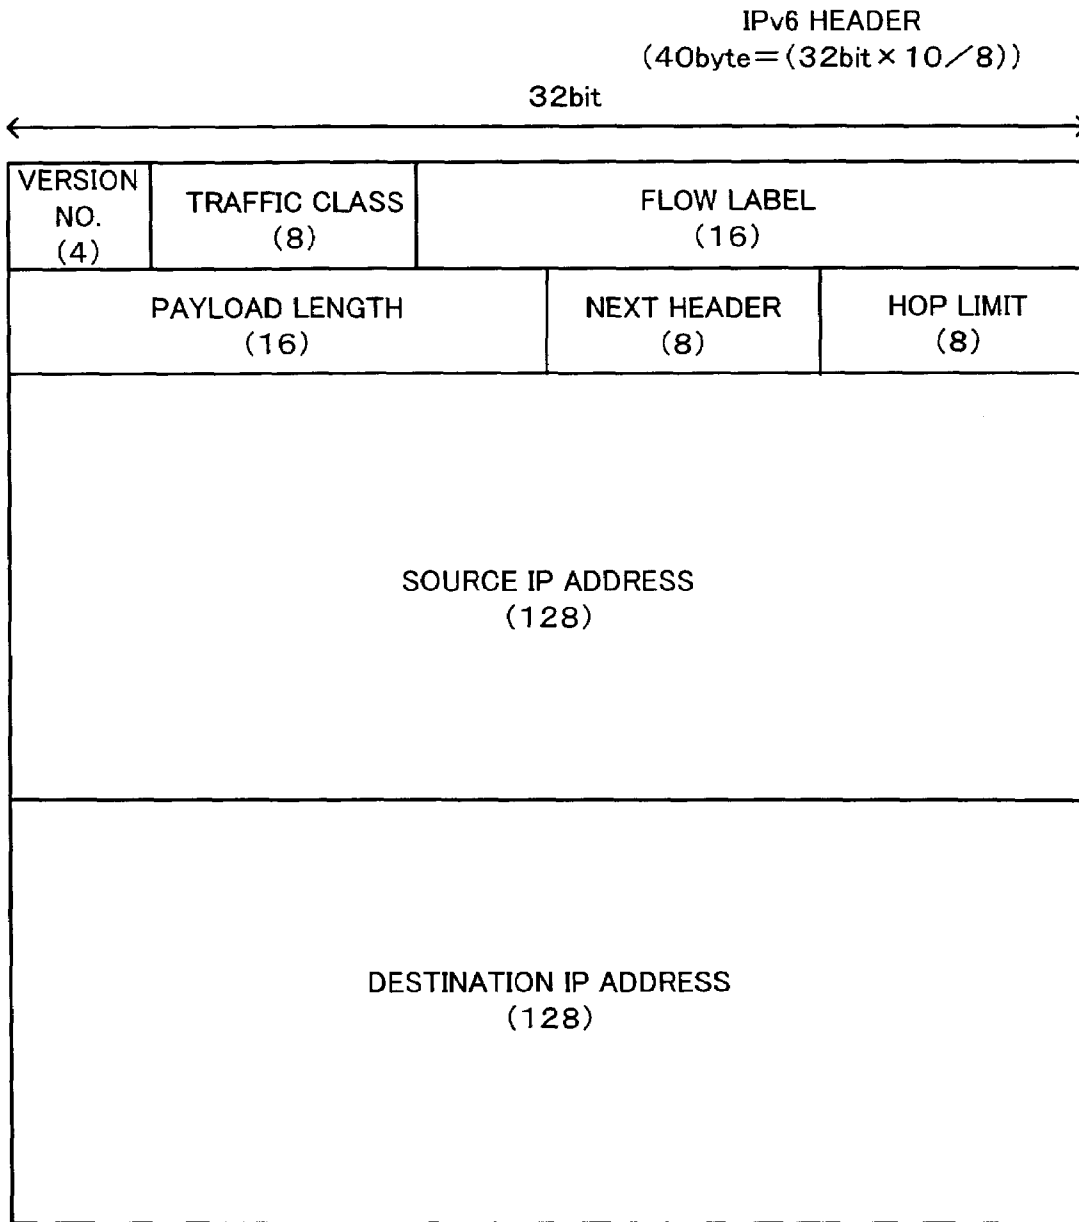 IPv6 HEADER
(40byte=(32bit×10/8))
32bit
VERSION
NO.
(4)
TRAFFIC CLASS
(8)
FLOW LABEL
(16)
PAYLOAD LENGTH
(16)
NEXT HEADER
(8)
HOP LIMIT
(8)
SOURCE IP ADDRESS
(128)
DESTINATION IP ADDRESS
(128)